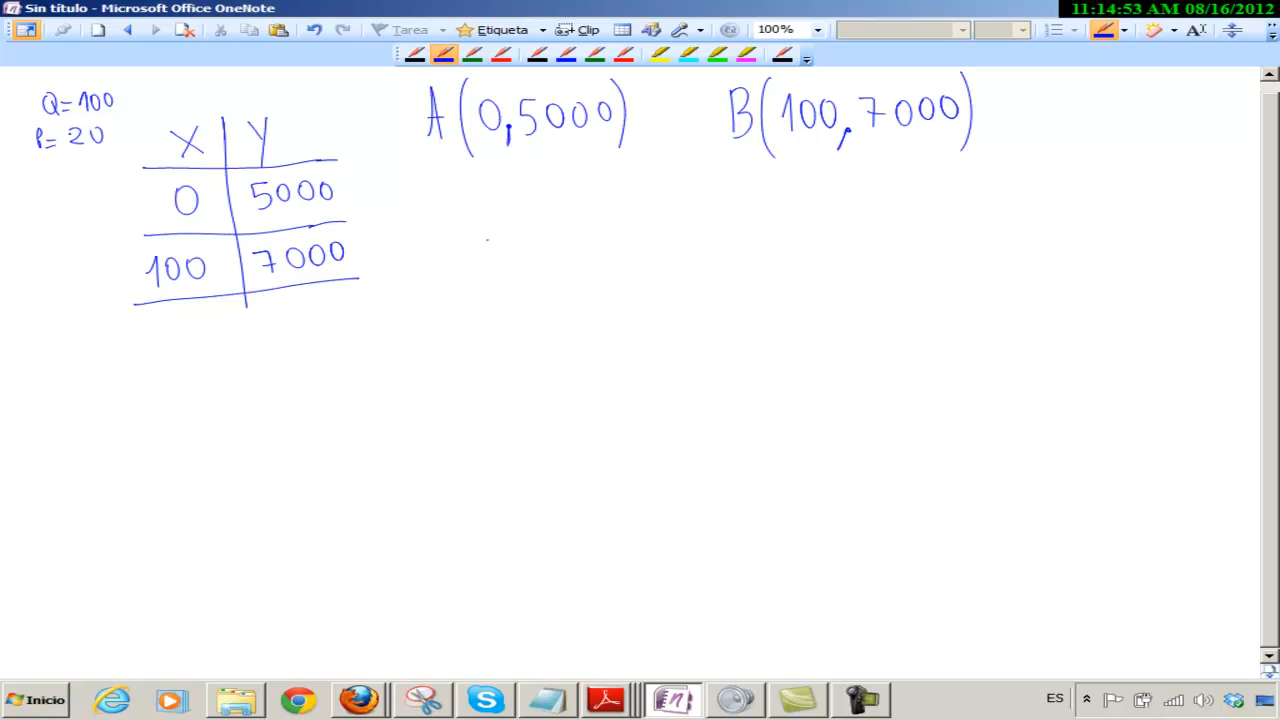 Sin título - Microsoft Office OneNote
11:14:53 AM 08/16/2012
Tarea Etiqueta Clip 100%
Q=100
P=20
A(0,5000) B(100,7000)
X Y
0 5000
100 7000
Inicio ES